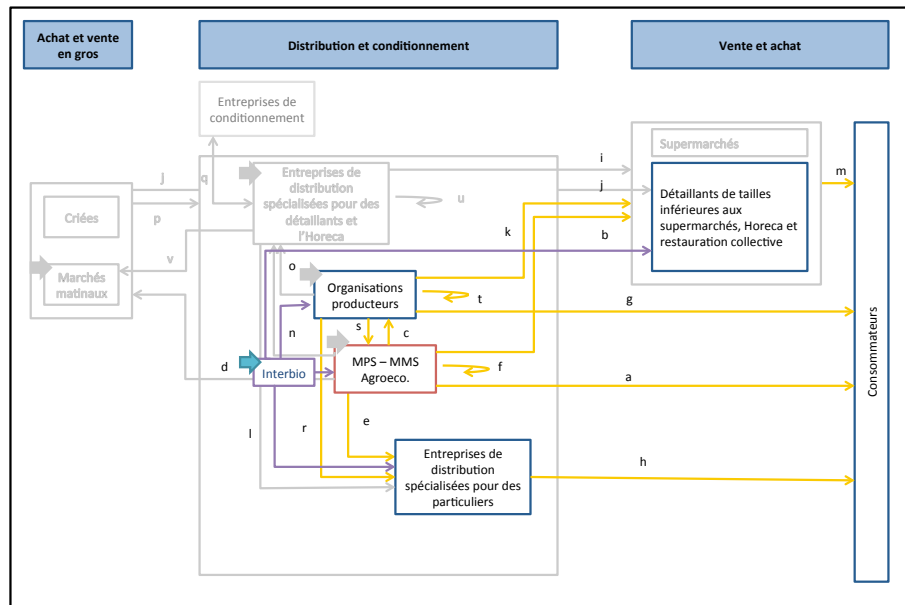 Achat et vente
en gros
Distribution et conditionnement
Vente et achat
Entreprises de
conditionnement
Supermarchés
i
m
j
q
Entreprises de
distribution
spécialisées pour des
détaillants et
l'Horeca
j
u
Détaillants de tailles
inférieures aux
supermarchés, Horeca et
restauration collective
Criées
p
k
b
v
o
Marchés
matinaux
Organisations
producteurs
t
g
n
s
c
d
Interbio
MPS – MMS
Agroeco.
f
a
Consommateurs
l
r
e
Entreprises de
distribution
spécialisées pour des
particuliers
h